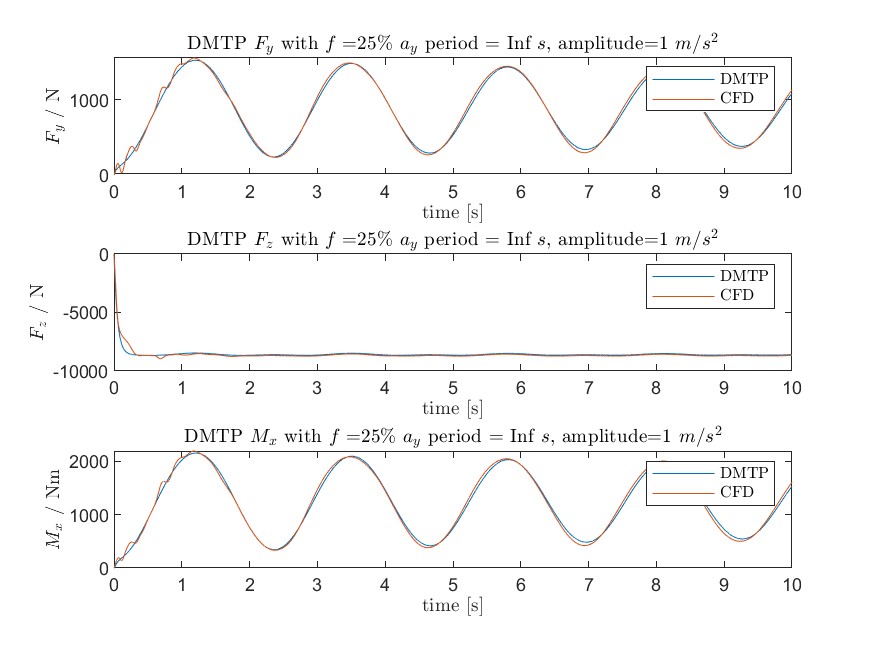 DMTP F_y with f =25% a_y period = Inf s, amplitude=1 m/s²
F_y / N
1000
0
DMTP
CFD
0 1 2 3 4 5 6 7 8 9 10
time [s]
DMTP F_z with f =25% a_y period = Inf s, amplitude=1 m/s²
F_z / N
0
-5000
-10000
DMTP
CFD
0 1 2 3 4 5 6 7 8 9 10
time [s]
DMTP M_x with f =25% a_y period = Inf s, amplitude=1 m/s²
M_x / Nm
2000
1000
0
DMTP
CFD
0 1 2 3 4 5 6 7 8 9 10
time [s]